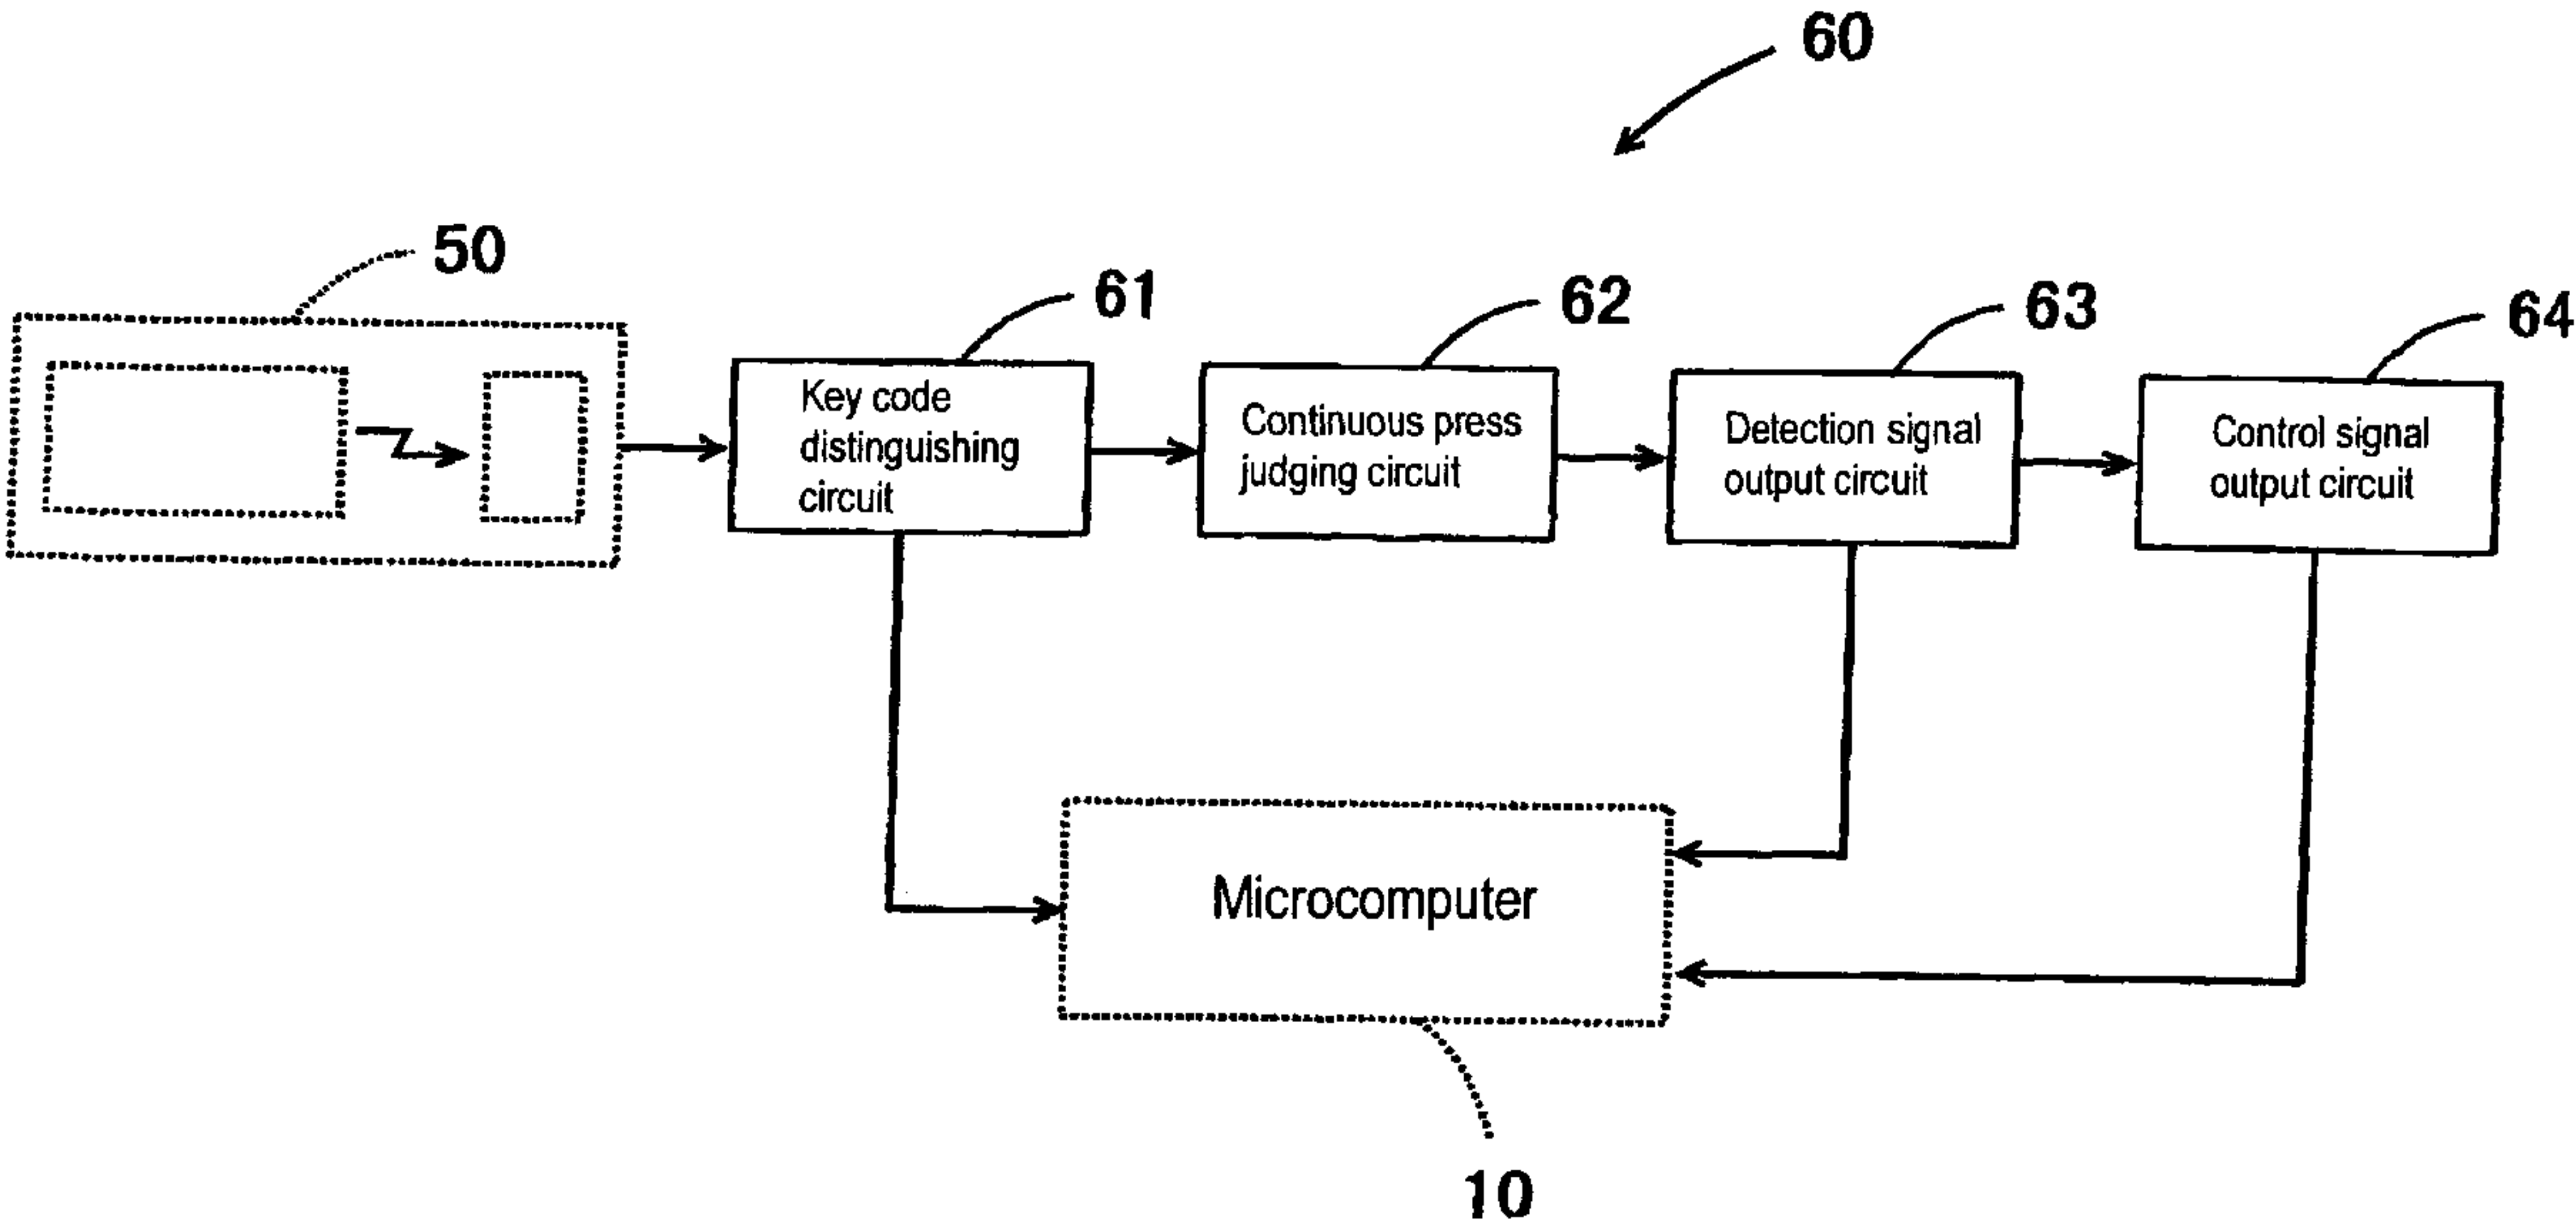 60
50
61
62
63
64
Key code
distinguishing
circuit
Continuous press
judging circuit
Detection signal
output circuit
Control signal
output circuit
Microcomputer
10